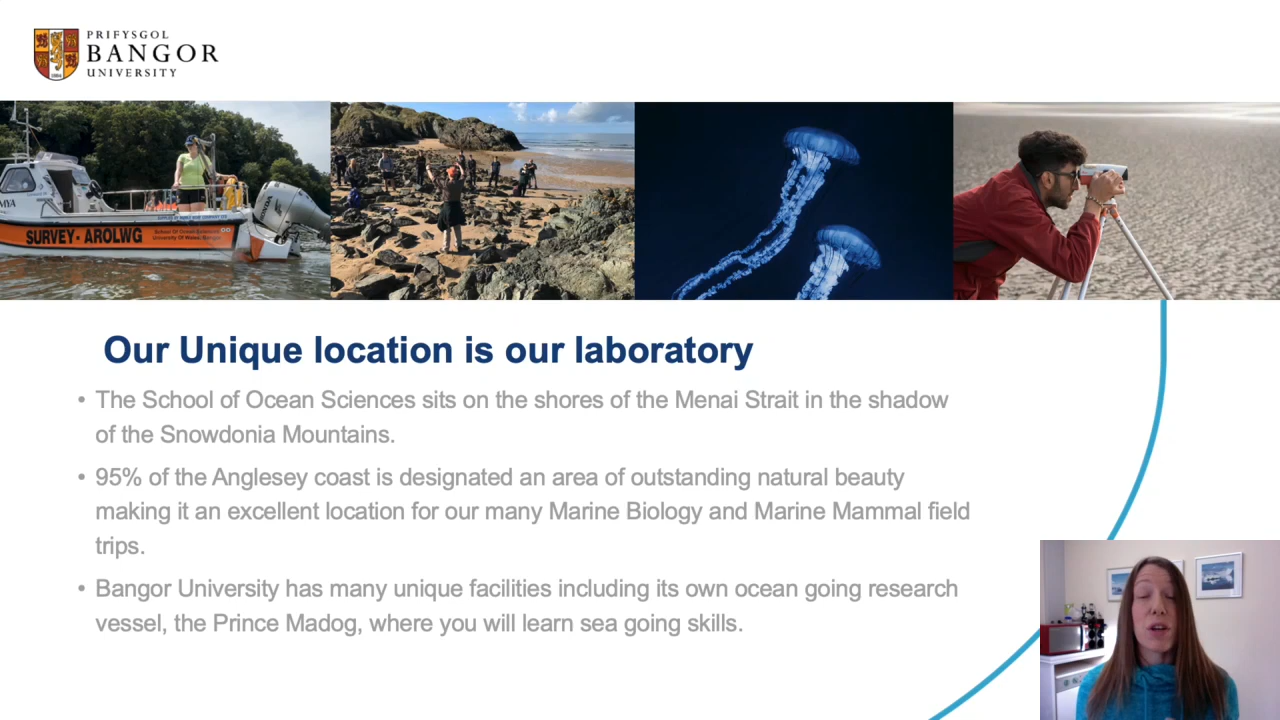 PRIFYSGOL
BANGOR
UNIVERSITY
SURVEY - AROLWG
Our Unique location is our laboratory
• The School of Ocean Sciences sits on the shores of the Menai Strait in the shadow
of the Snowdonia Mountains.
• 95% of the Anglesey coast is designated an area of outstanding natural beauty
making it an excellent location for our many Marine Biology and Marine Mammal field
trips.
• Bangor University has many unique facilities including its own ocean going research
vessel, the Prince Madog, where you will learn sea going skills.